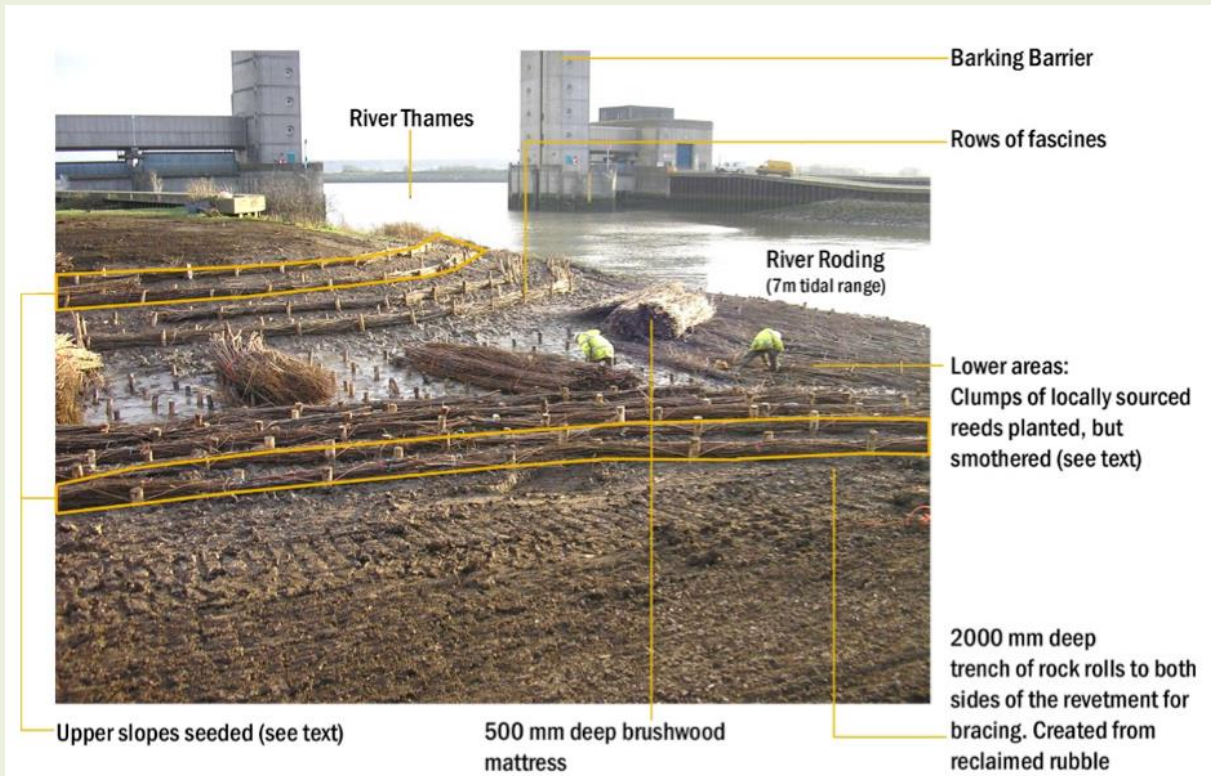 Barking Barrier
River Thames
Rows of fascines
River Roding
(7m tidal range)
Lower areas:
Clumps of locally sourced
reeds planted, but
smothered (see text)
2000 mm deep
trench of rock rolls to both
sides of the revetment for
bracing. Created from
reclaimed rubble
Upper slopes seeded (see text)
500 mm deep brushwood
mattress